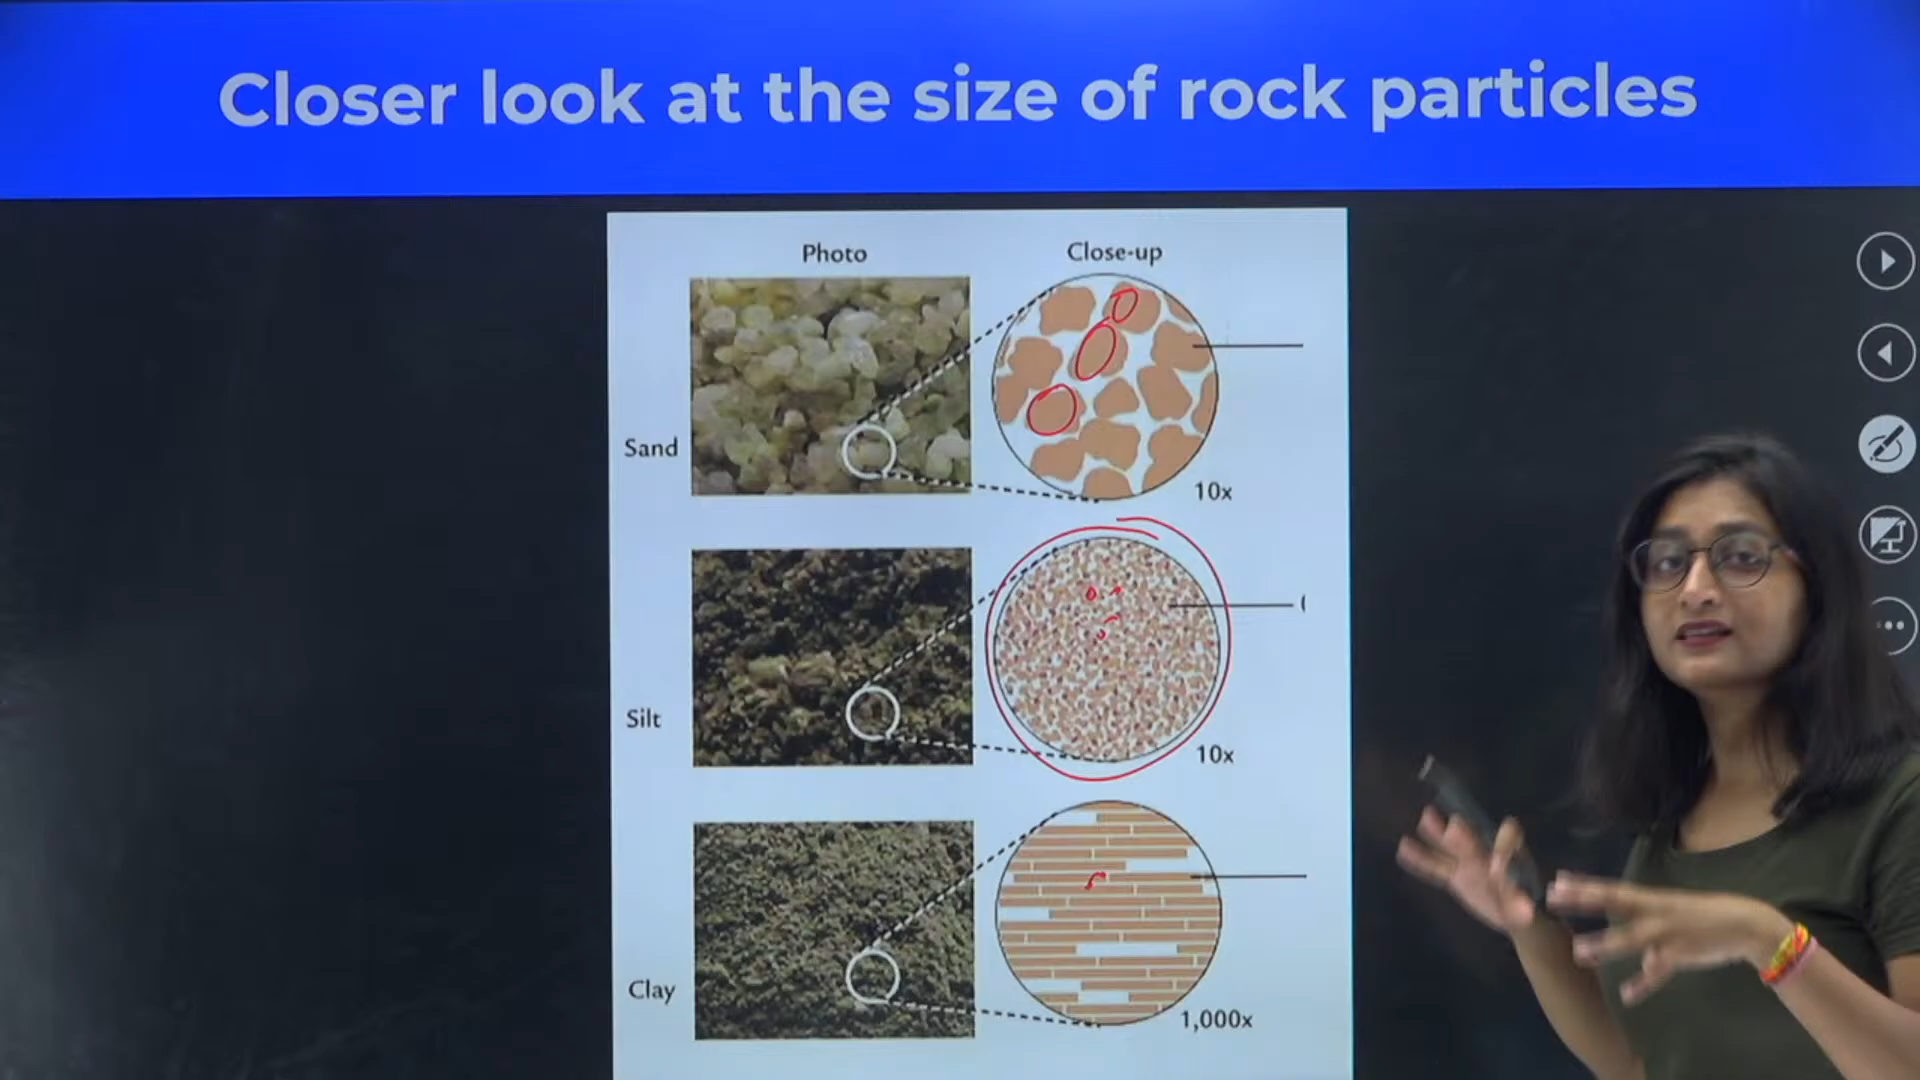 Closer look at the size of rock particles
Photo Close-up
Sand
10x
Silt
10x
Clay
1,000x